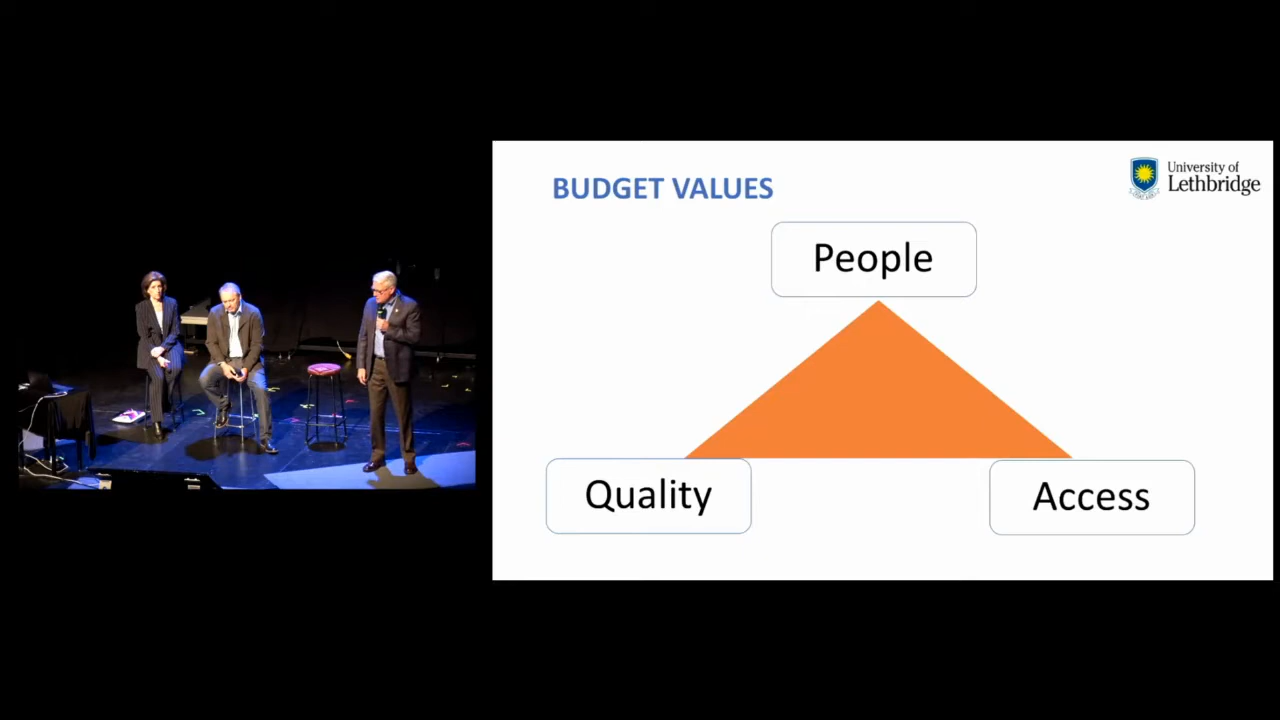 BUDGET VALUES
University of
Lethbridge
People
Quality
Access